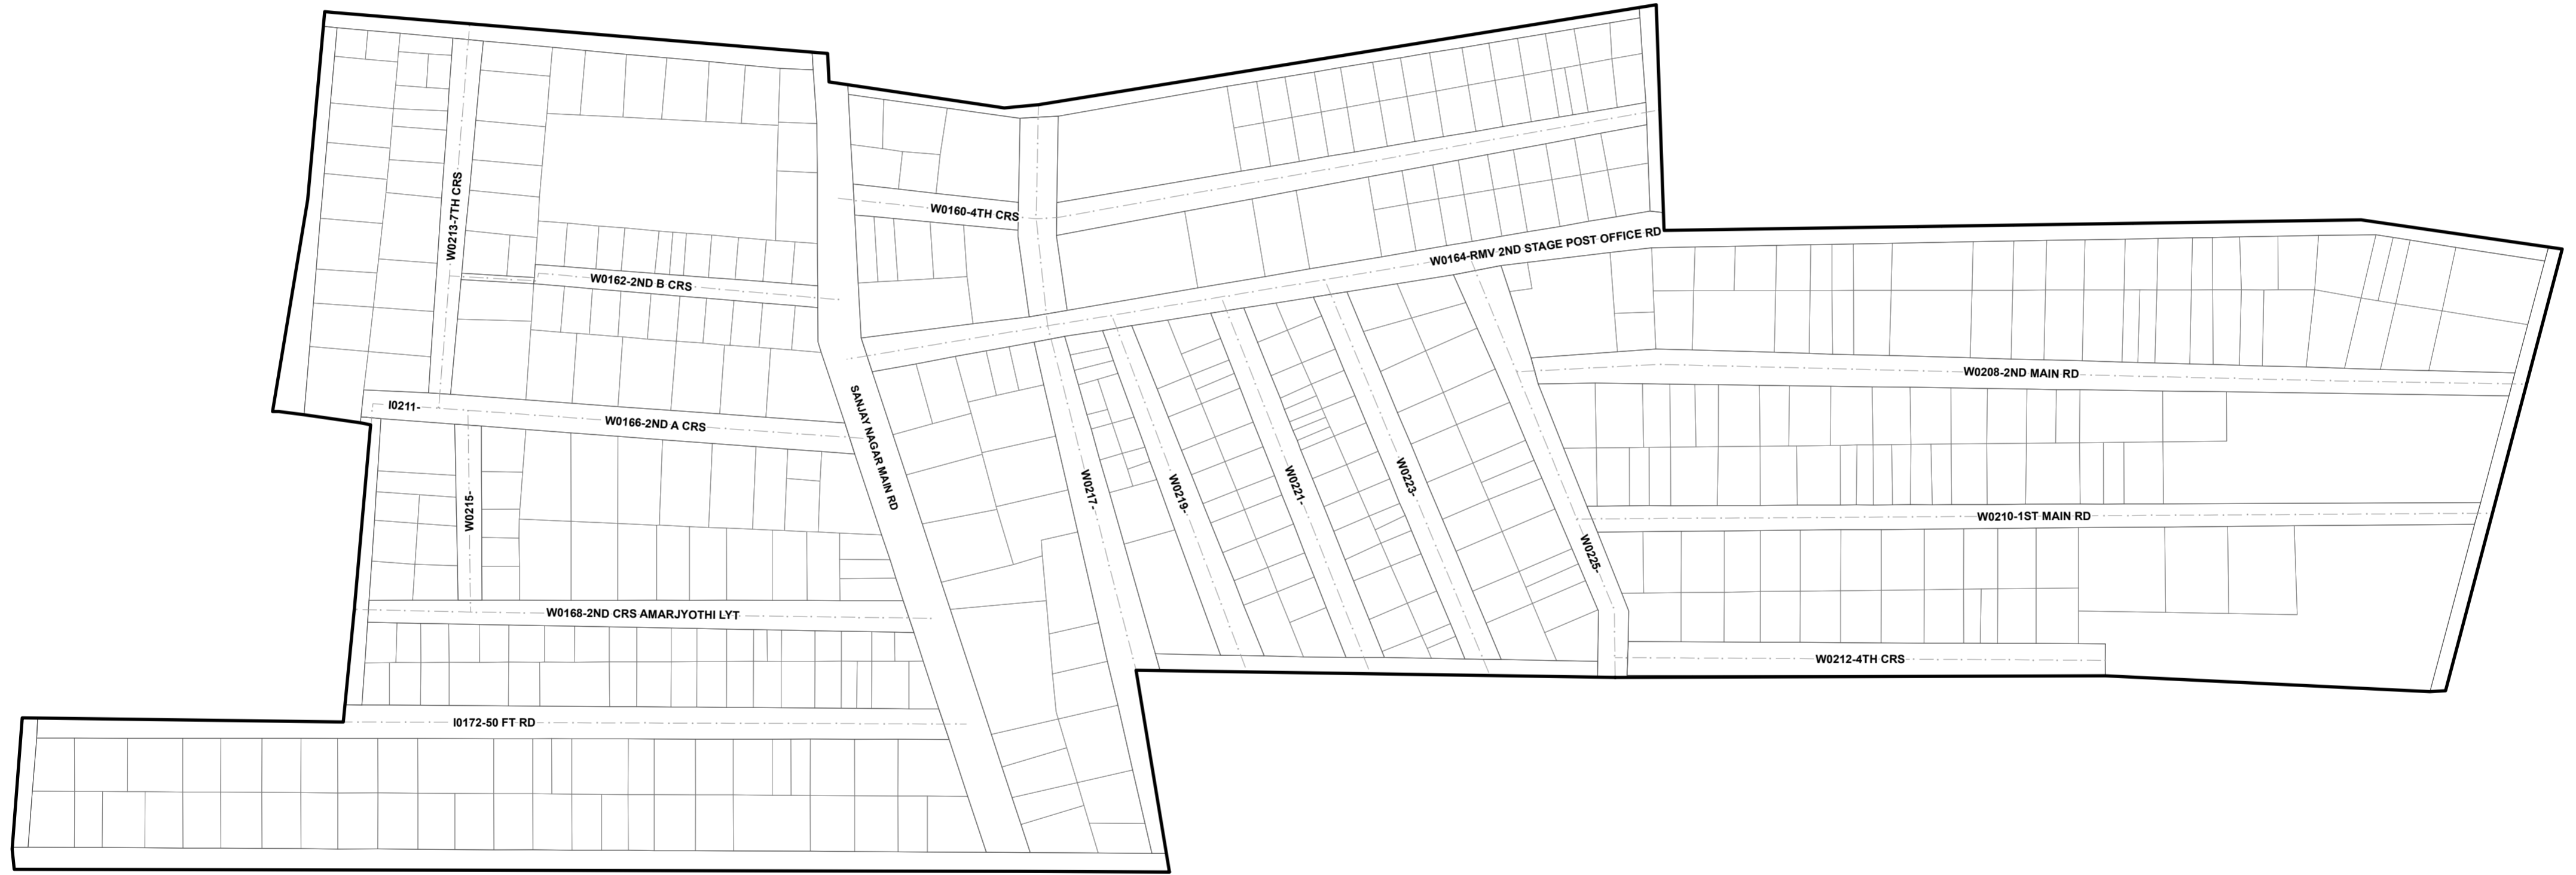 W0213-7TH CRS
W0160-4TH CRS
W0164-RMV 2ND STAGE POST OFFICE RD
W0162-2ND B CRS
W0208-2ND MAIN RD
I0211-
W0166-2ND A CRS
SANJAY NAGAR MAIN RD
W0215-
W0217-
W0219-
W0221-
W0223-
W0210-1ST MAIN RD
W0225-
W0168-2ND CRS AMARJYOTHI LYT
W0212-4TH CRS
I0172-50 FT RD